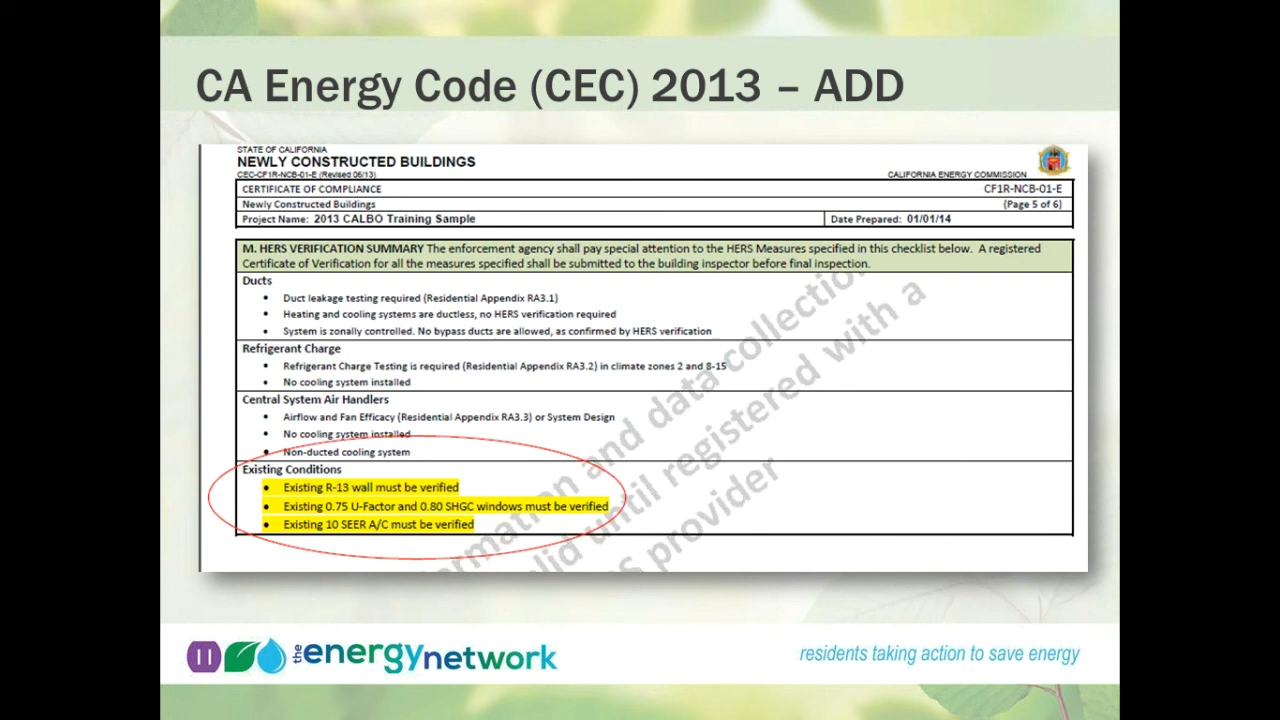 CA Energy Code (CEC) 2013 – ADD
STATE OF CALIFORNIA
NEWLY CONSTRUCTED BUILDINGS
CEC-CF1R-NCB-01-E (Revised 06/13)
CALIFORNIA ENERGY COMMISSION
CERTIFICATE OF COMPLIANCE
CF1R-NCB-01-E
Newly Constructed Buildings
(Page 5 of 6)
Project Name: 2013 CALBO Training Sample
Date Prepared: 01/01/14
M. HERS VERIFICATION SUMMARY The enforcement agency shall pay special attention to the HERS Measures specified in this checklist below. A registered
Certificate of Verification for all the measures specified shall be submitted to the building inspector before final inspection.
Ducts
• Duct leakage testing required (Residential Appendix RA3.1)
• Heating and cooling systems are ductless, no HERS verification required
• System is zonally controlled. No bypass ducts are allowed, as confirmed by HERS verification
Refrigerant Charge
• Refrigerant Charge Testing is required (Residential Appendix RA3.2) in climate zones 2 and 8-15
• No cooling system installed
Central System Air Handlers
• Airflow and Fan Efficacy (Residential Appendix RA3.3) or System Design
• No cooling system installed
• Non-ducted cooling system
Existing Conditions
• Existing R-13 wall must be verified
• Existing 0.75 U-Factor and 0.80 SHGC windows must be verified
• Existing 10 SEER A/C must be verified
ormation and data collection
lid until registered with a
S provider
the energynetwork
residents taking action to save energy